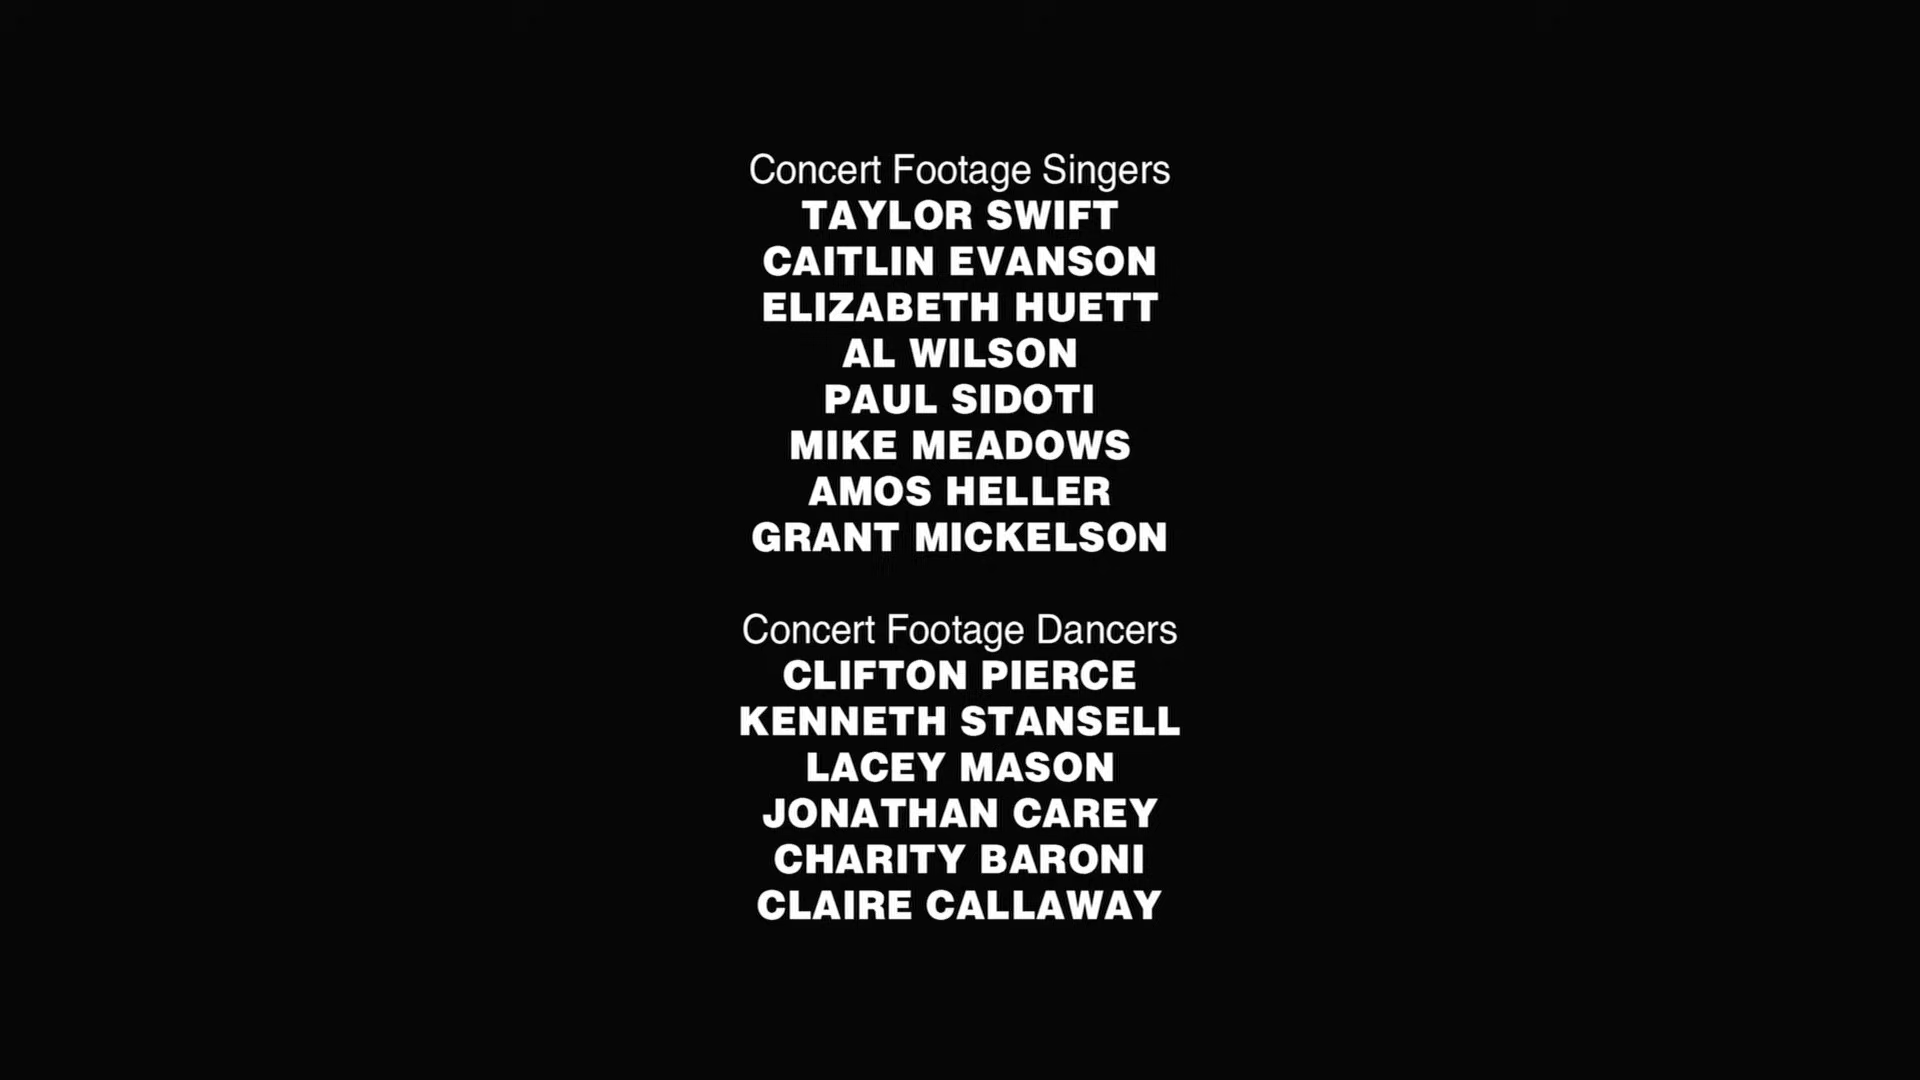 Concert Footage Singers
TAYLOR SWIFT
CAITLIN EVANSON
ELIZABETH HUETT
AL WILSON
PAUL SIDOTI
MIKE MEADOWS
AMOS HELLER
GRANT MICKELSON
Concert Footage Dancers
CLIFTON PIERCE
KENNETH STANSELL
LACEY MASON
JONATHAN CAREY
CHARITY BARONI
CLAIRE CALLAWAY